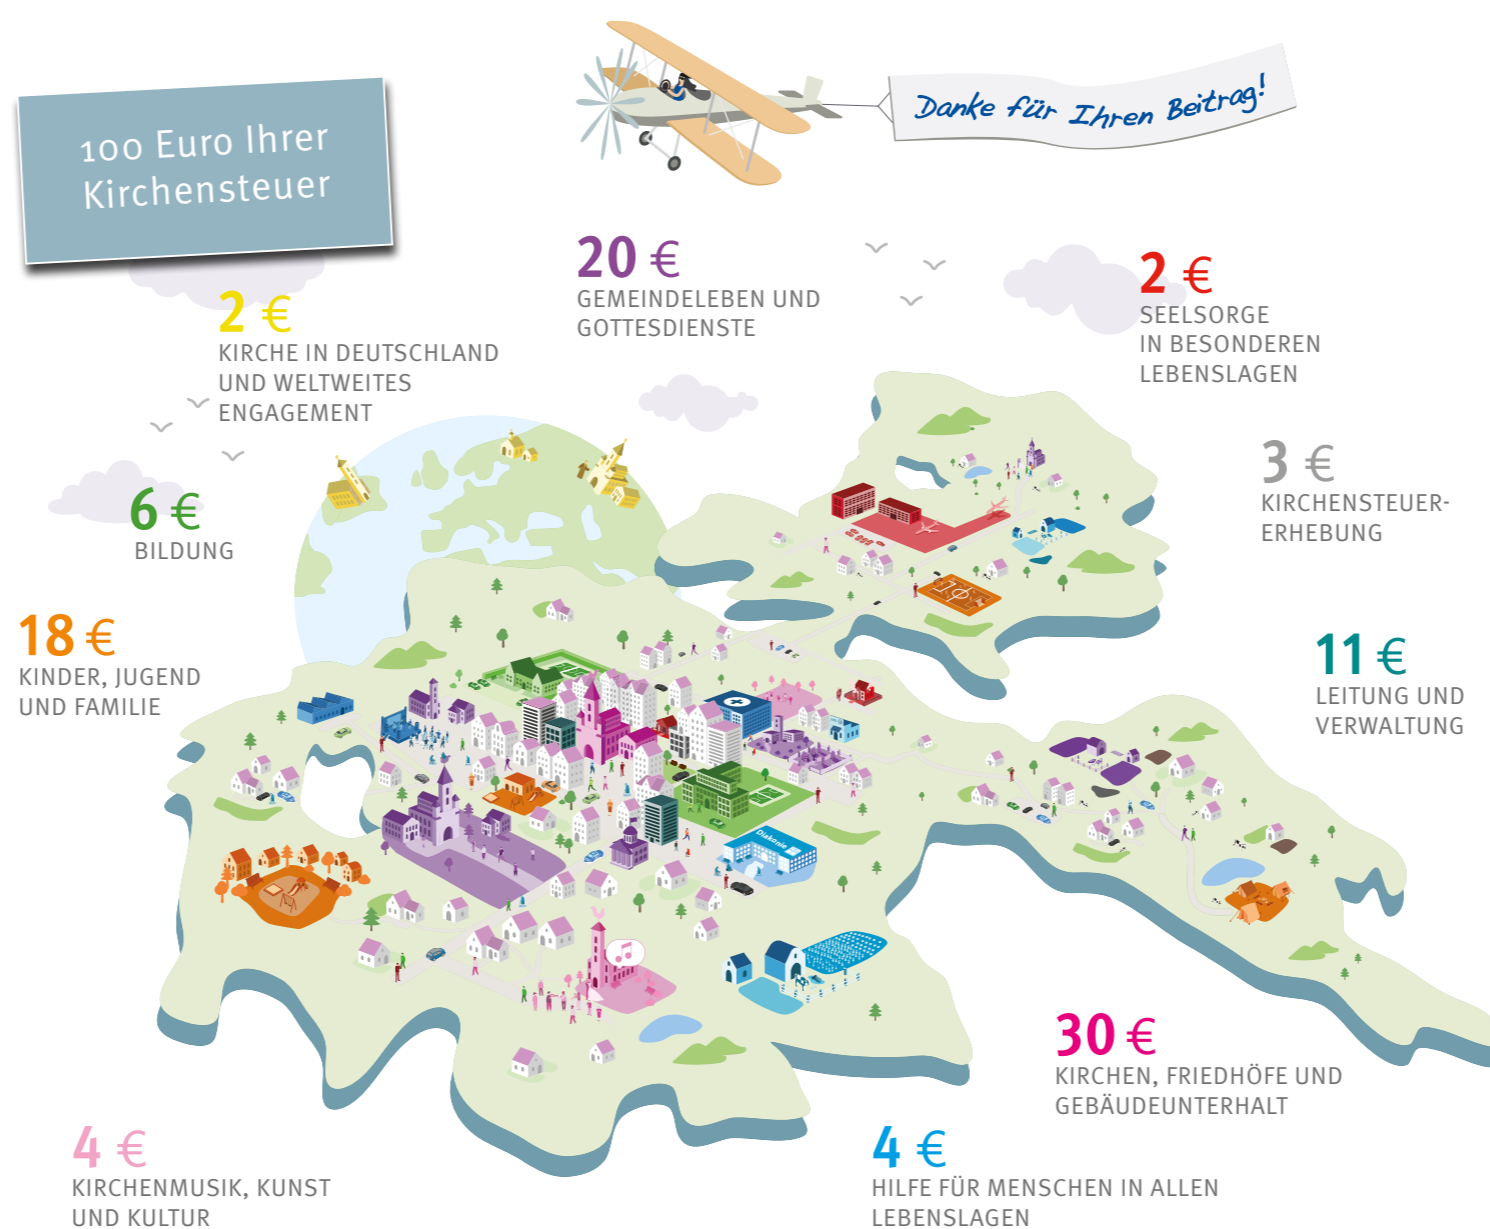 100 Euro Ihrer
Kirchensteuer
Danke für Ihren Beitrag!
2 €
KIRCHE IN DEUTSCHLAND
UND WELTWEITES
ENGAGEMENT
20 €
GEMEINDELEBEN UND
GOTTESDIENSTE
2 €
SEELSORGE
IN BESONDEREN
LEBENSLAGEN
6 €
BILDUNG
3 €
KIRCHENSTEUER-
ERHEBUNG
18 €
KINDER, JUGEND
UND FAMILIE
11 €
LEITUNG UND
VERWALTUNG
Diakonie
30 €
KIRCHEN, FRIEDHÖFE UND
GEBÄUDEUNTERHALT
4 €
KIRCHENMUSIK, KUNST
UND KULTUR
4 €
HILFE FÜR MENSCHEN IN ALLEN
LEBENSLAGEN